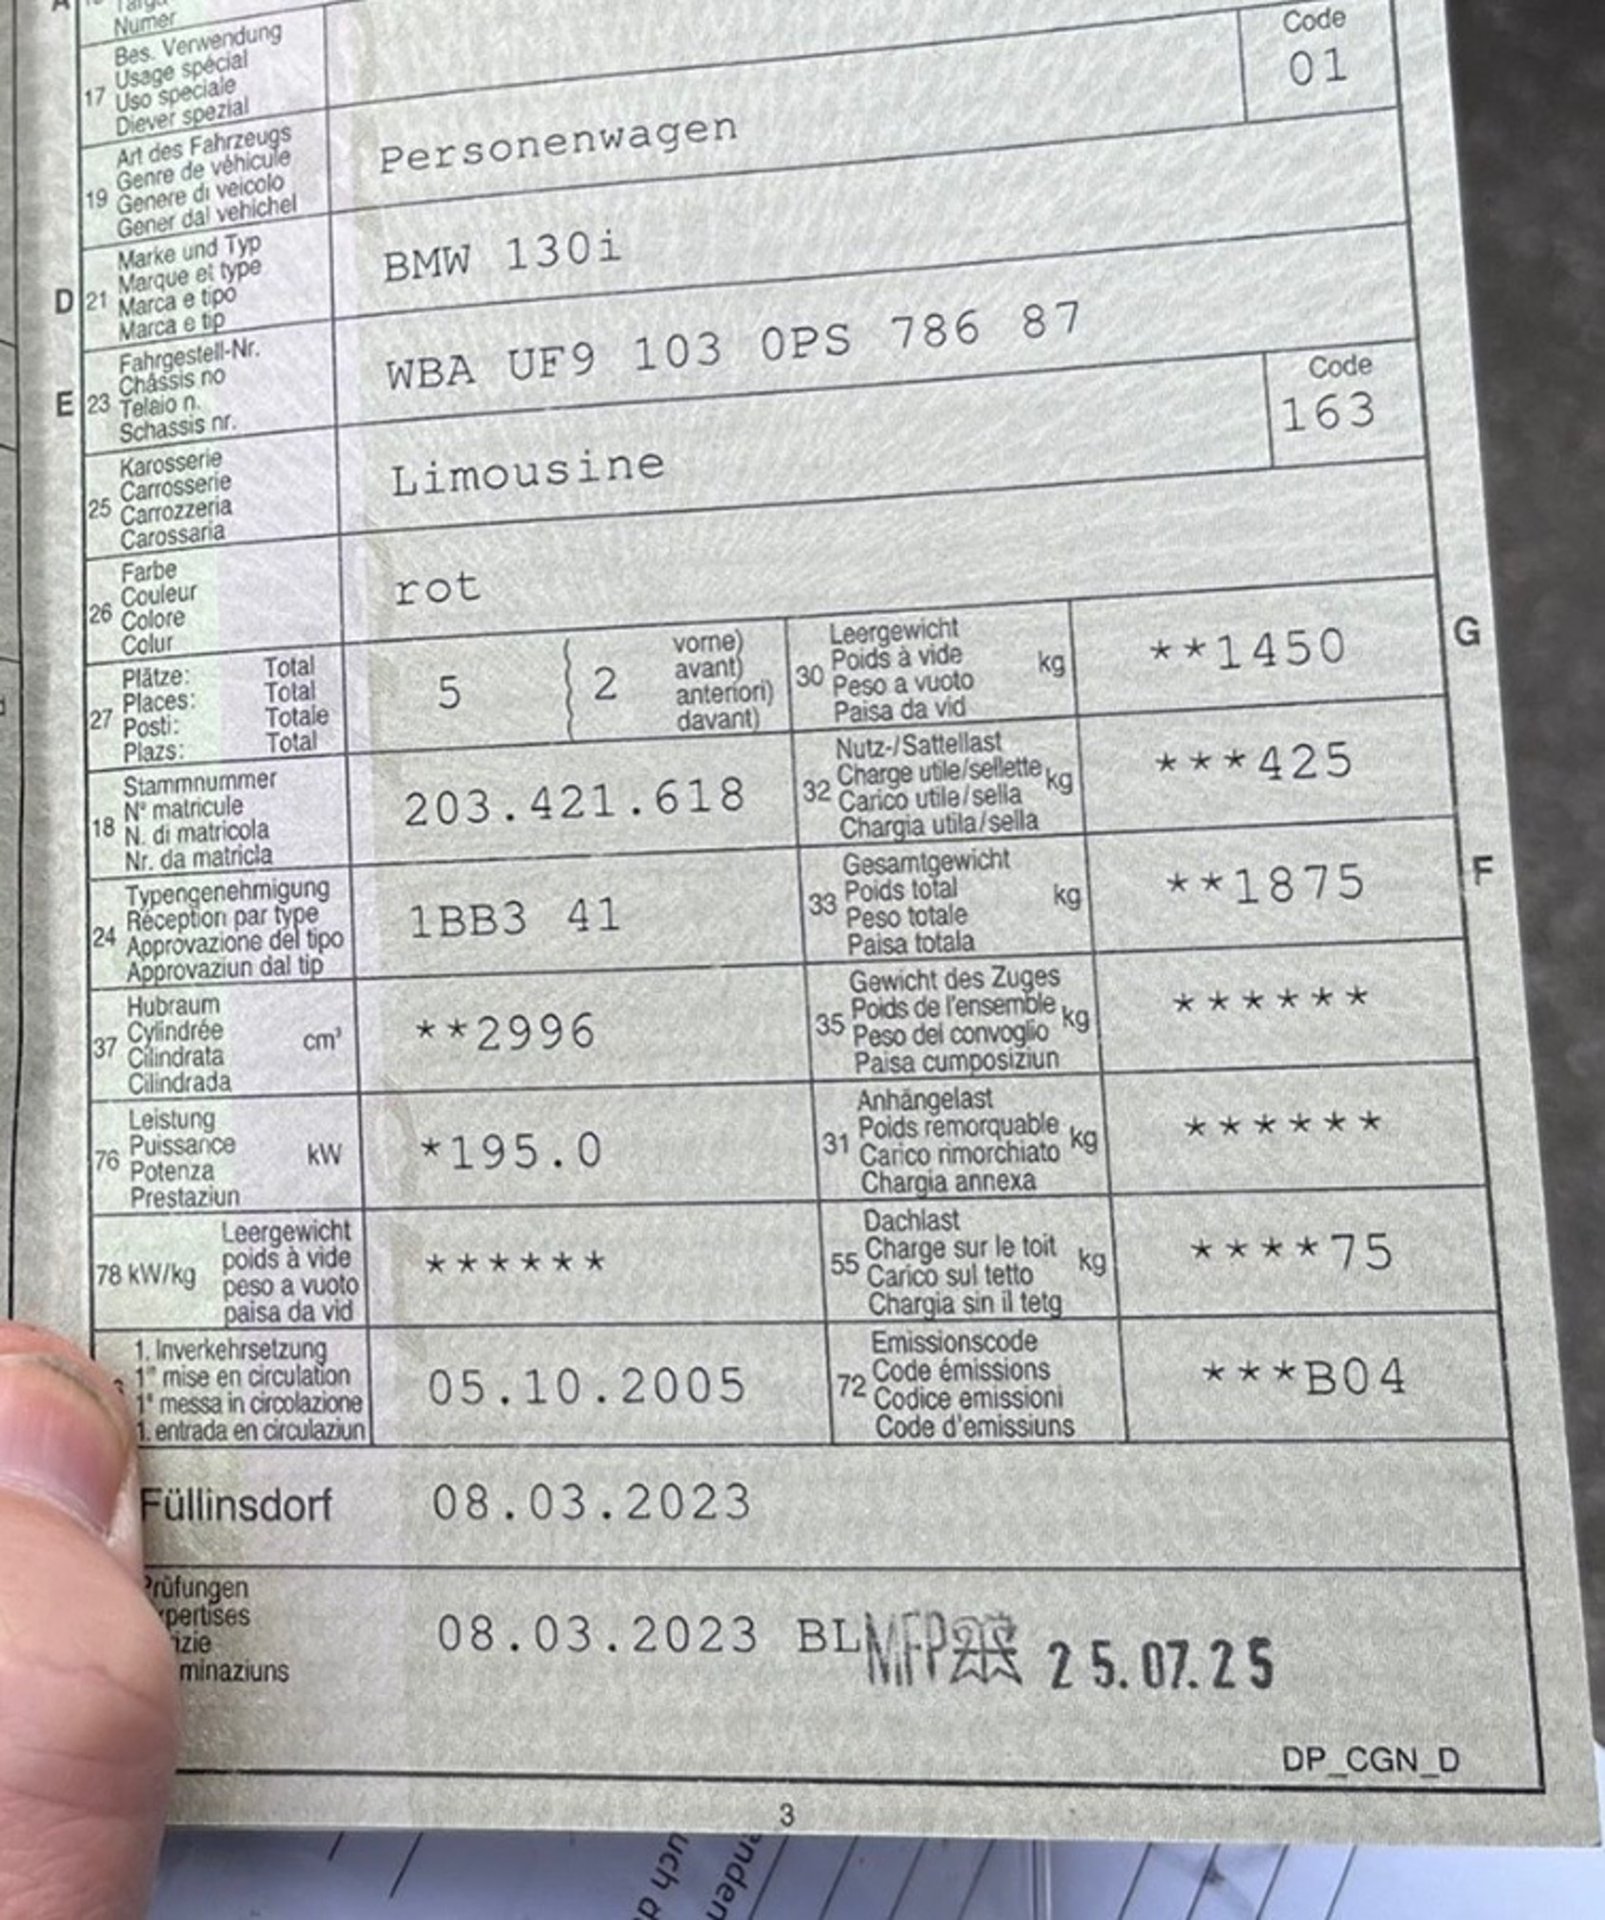 Numer
Code
Bes. Verwendung
17 Usage spécial
Uso speciale
Diever spezial
01
Art des Fahrzeugs
19 Genre de véhicule
Genere di veicolo
Gener dal vehichel
Personenwagen
Marke und Typ
D 21 Marque et type
Marca e tipo
Marca e tip
BMW 130i
Fahrgestell-Nr.
E 23 Châssis no
Telaio n.
Schassis nr.
WBA UF9 103 0PS 786 87
Code
163
Karosserie
25 Carrosserie
Carrozzeria
Carossaria
Limousine
Farbe
26 Couleur
Colore
Colur
rot
Plätze: Total
27 Places: Total
Posti: Totale
Plazs: Total
5 2
vorne)
avant)
anteriori)
davant)
Leergewicht
30 Poids à vide kg
Peso a vuoto
Paisa da vid
**1450
G
Stammnummer
18 N° matricule
N. di matricola
Nr. da matricla
203.421.618
Nutz-/Sattellast
32 Charge utile/sellette kg
Carico utile/sella
Chargia utila/sella
***425
Typengenehmigung
24 Réception par type
Approvazione del tipo
Approvaziun dal tip
1BB3 41
Gesamtgewicht
33 Poids total kg
Peso totale
Paisa totala
**1875
F
Hubraum
37 Cylindrée cm³
Cilindrata
Cilindrada
**2996
Gewicht des Zuges
35 Poids de l'ensemble kg
Peso del convoglio
Paisa cumposiziun
******
Leistung
76 Puissance kW
Potenza
Prestaziun
*195.0
Anhängelast
31 Poids remorquable kg
Carico rimorchiato
Chargia annexa
******
Leergewicht
78 kW/kg poids à vide
peso a vuoto
paisa da vid
******
Dachlast
55 Charge sur le toit kg
Carico sul tetto
Chargia sin il tetg
****75
1. Inverkehrsetzung
1re mise en circulation
1a messa in circolazione
1. entrada en circulaziun
05.10.2005
Emissionscode
72 Code émissions
Codice emissioni
Code d'emissiuns
***B04
Füllinsdorf 08.03.2023
Prüfungen
xpertises
izie
minaziuns
08.03.2023 BL MFP 25.07.25
DP_CGN_D
3